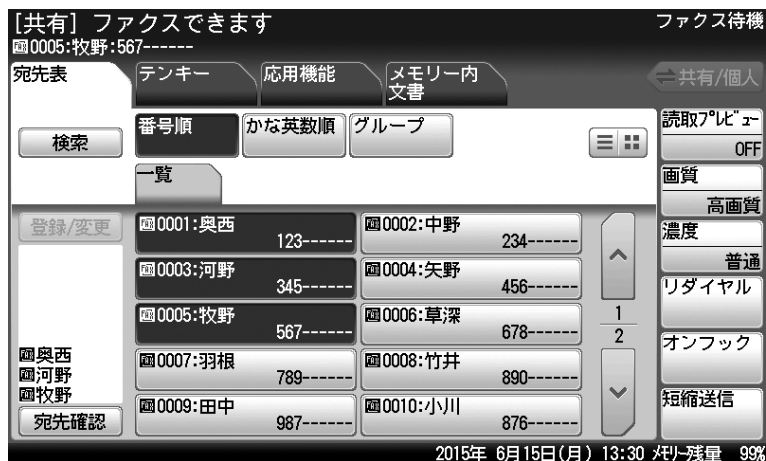 [共有] ファクスできます
ファクス待機
0005:牧野:567------
宛先表
テンキー
応用機能
メモリー内
文書
共有/個人
検索
番号順
かな英数順
グループ
一覧
読取プレビュー
OFF
画質
高画質
濃度
普通
リダイヤル
オンフック
短縮送信
登録/変更
0001:奥西
123------
0002:中野
234------
0003:河野
345------
0004:矢野
456------
0005:牧野
567------
0006:草深
678------
0007:羽根
789------
0008:竹井
890------
0009:田中
987------
0010:小川
876------
1
2
奥西
河野
牧野
宛先確認
2015年 6月15日(月) 13:30 メモリー残量 99%